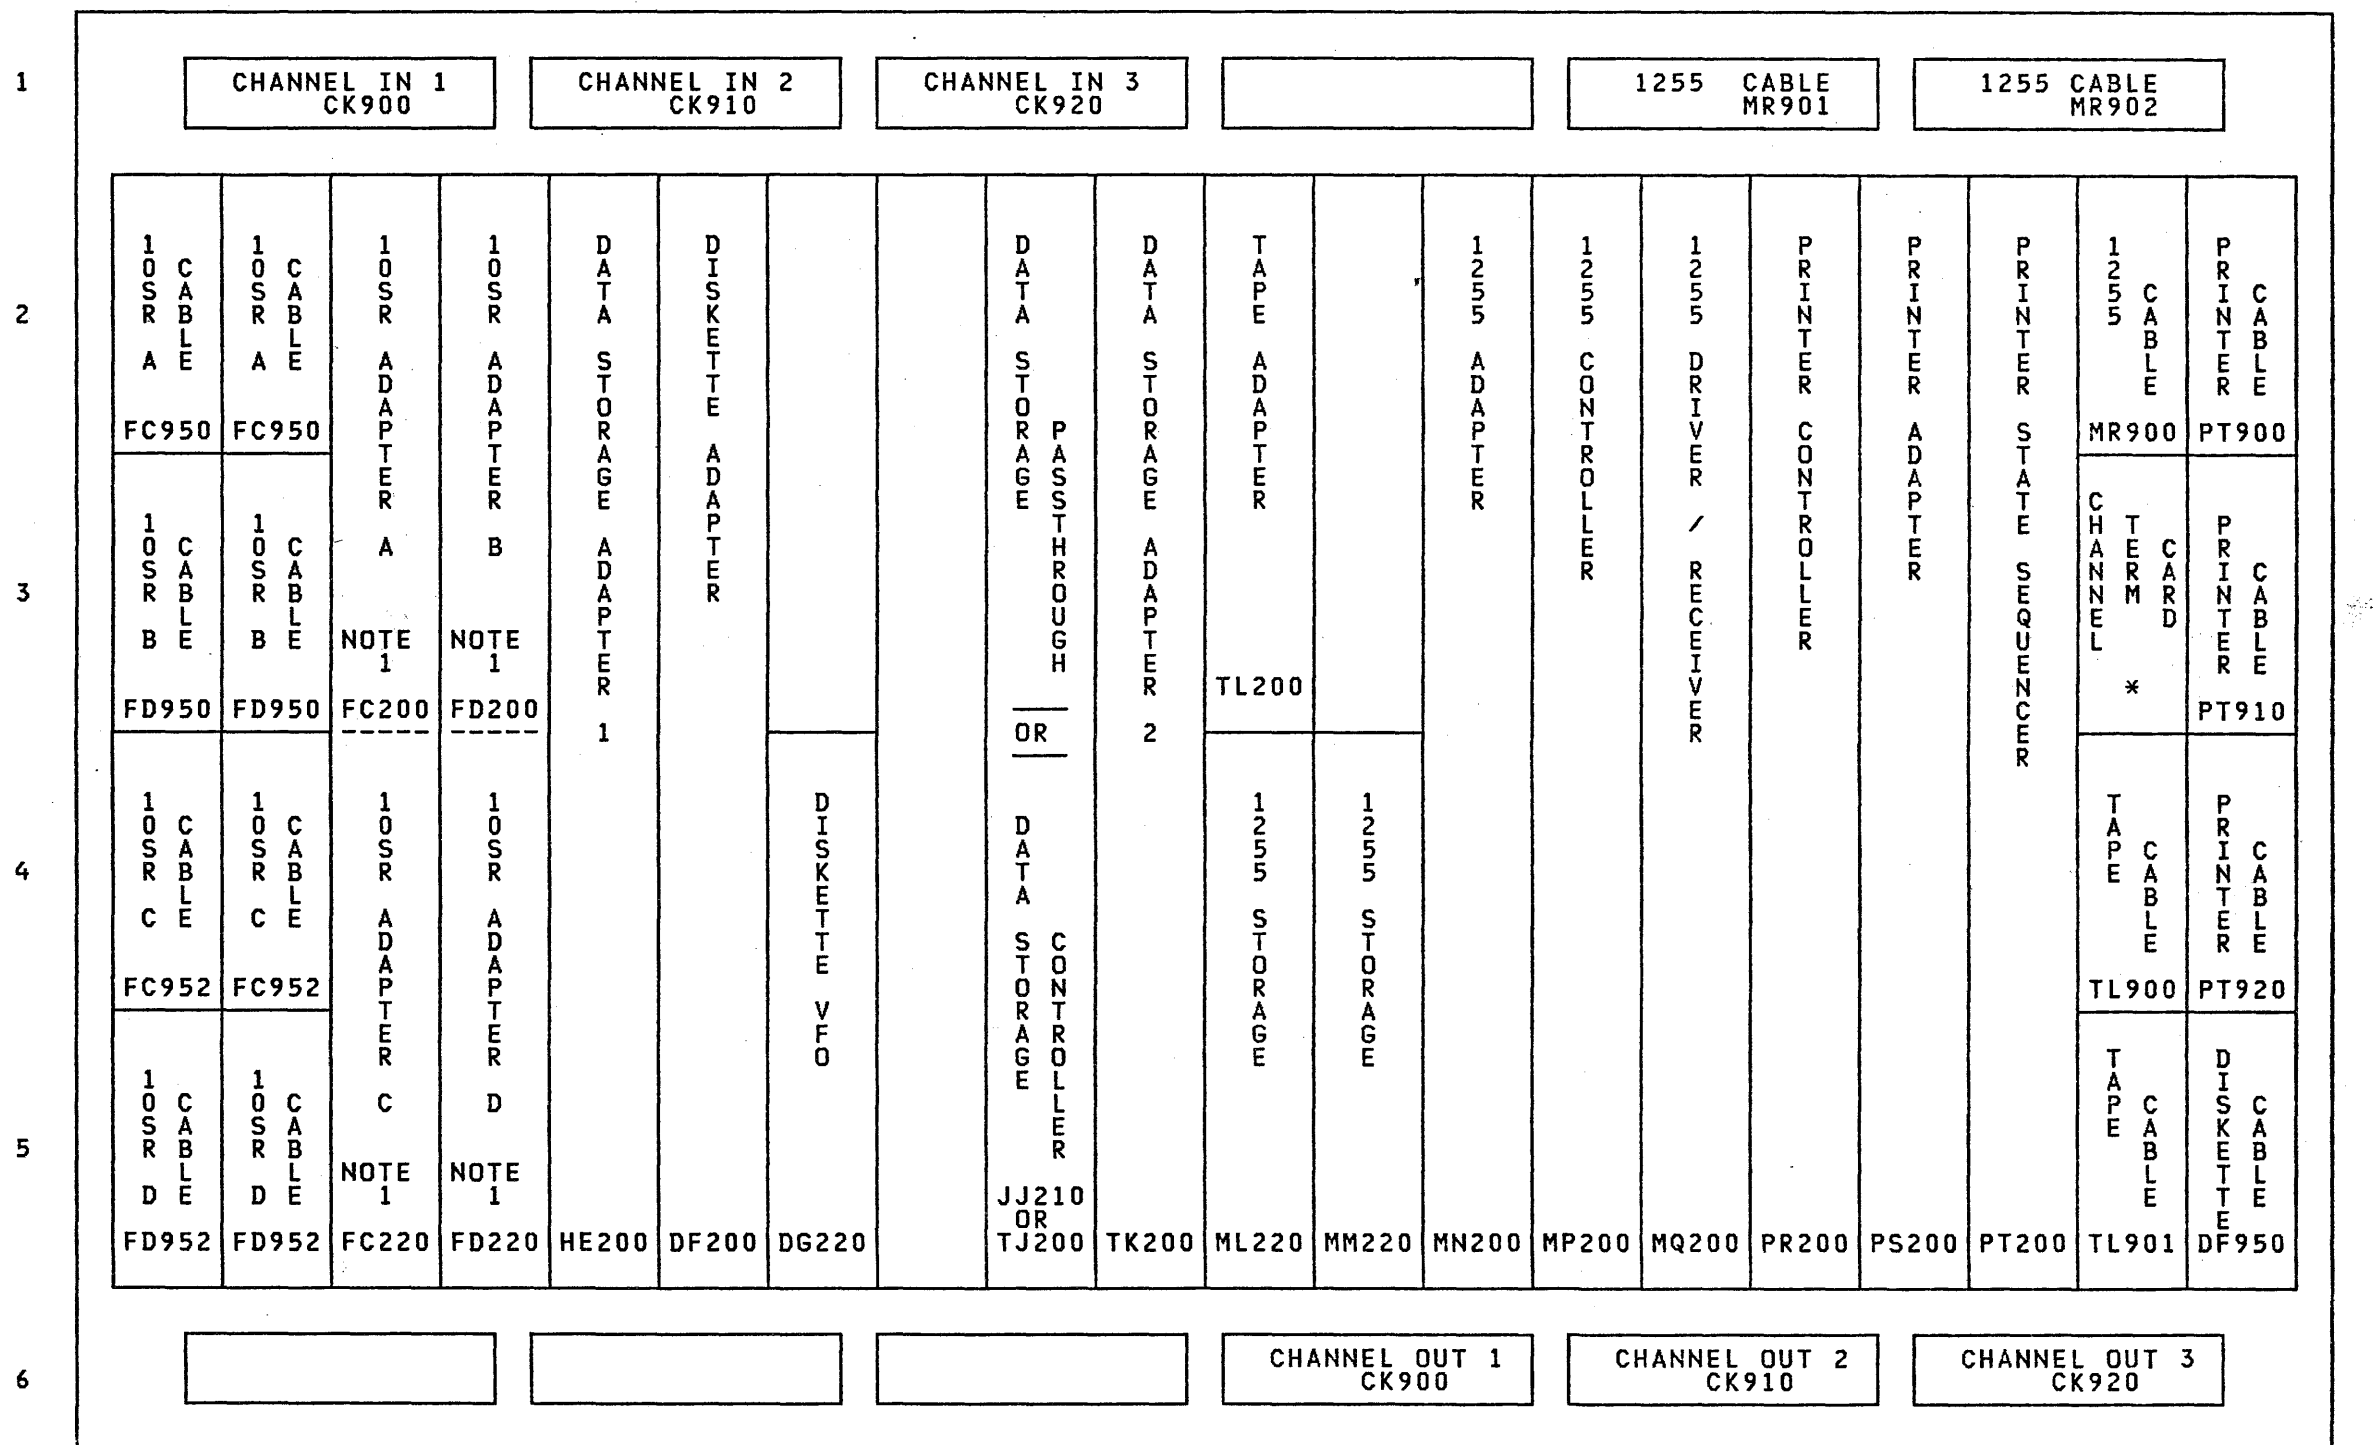 1
CHANNEL IN 1
CK900
CHANNEL IN 2
CK910
CHANNEL IN 3
CK920
1255 CABLE
MR901
1255 CABLE
MR902
2
3
4
5
10SR A
CABLE
FC950
10SR B
CABLE
FD950
10SR C
CABLE
FC952
10SR D
CABLE
FD952
10SR A
CABLE
FC950
10SR B
CABLE
FD950
10SR C
CABLE
FC952
10SR D
CABLE
FD952
10SR ADAPTER A
NOTE
1
FC200
10SR ADAPTER C
NOTE
1
FC220
10SR ADAPTER B
NOTE
1
FD200
10SR ADAPTER D
NOTE
1
FD220
DATA STORAGE ADAPTER 1
HE200
DISKETTE ADAPTER
DF200
DISKETTE VFO
DG220
DATA STORAGE
PASSTHROUGH
OR
DATA STORAGE
CONTROLLER
JJ210
OR
TJ200
DATA STORAGE ADAPTER 2
TK200
TAPE ADAPTER
TL200
1255 STORAGE
ML220
1255 STORAGE
MM220
1255 ADAPTER
MN200
1255 CONTROLLER
MP200
1255 DRIVER / RECEIVER
MQ200
PRINTER CONTROLLER
PR200
PRINTER ADAPTER
PS200
PRINTER STATE SEQUENCER
PT200
1255
CABLE
MR900
CHANNEL
TERM *
CARD
TAPE
CABLE
TL900
TAPE
CABLE
TL901
PRINTER
CABLE
PT900
PRINTER
CABLE
PT910
PRINTER
CABLE
PT920
DISKETTE
CABLE
DF950
6
CHANNEL OUT 1
CK900
CHANNEL OUT 2
CK910
CHANNEL OUT 3
CK920